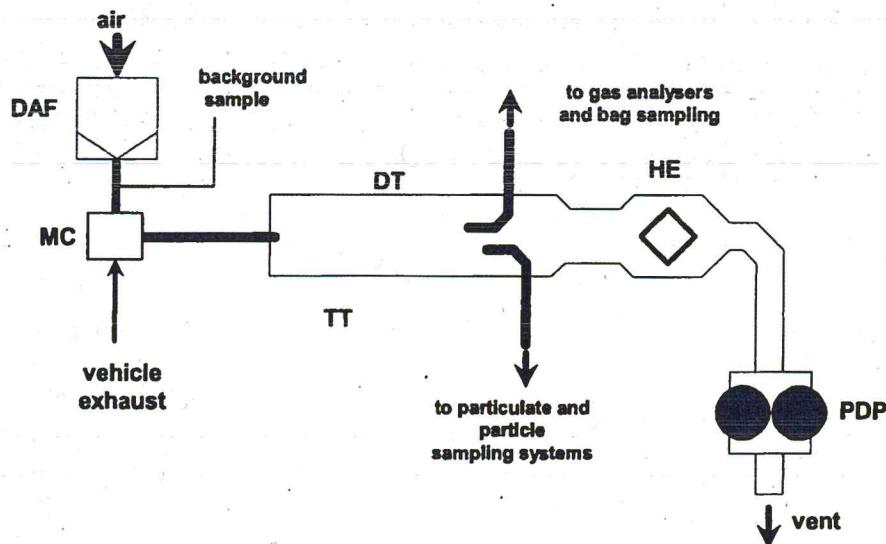 air
DAF
background
sample
to gas analysers
and bag sampling
DT
HE
MC
TT
vehicle
exhaust
to particulate and
particle
sampling systems
PDP
vent